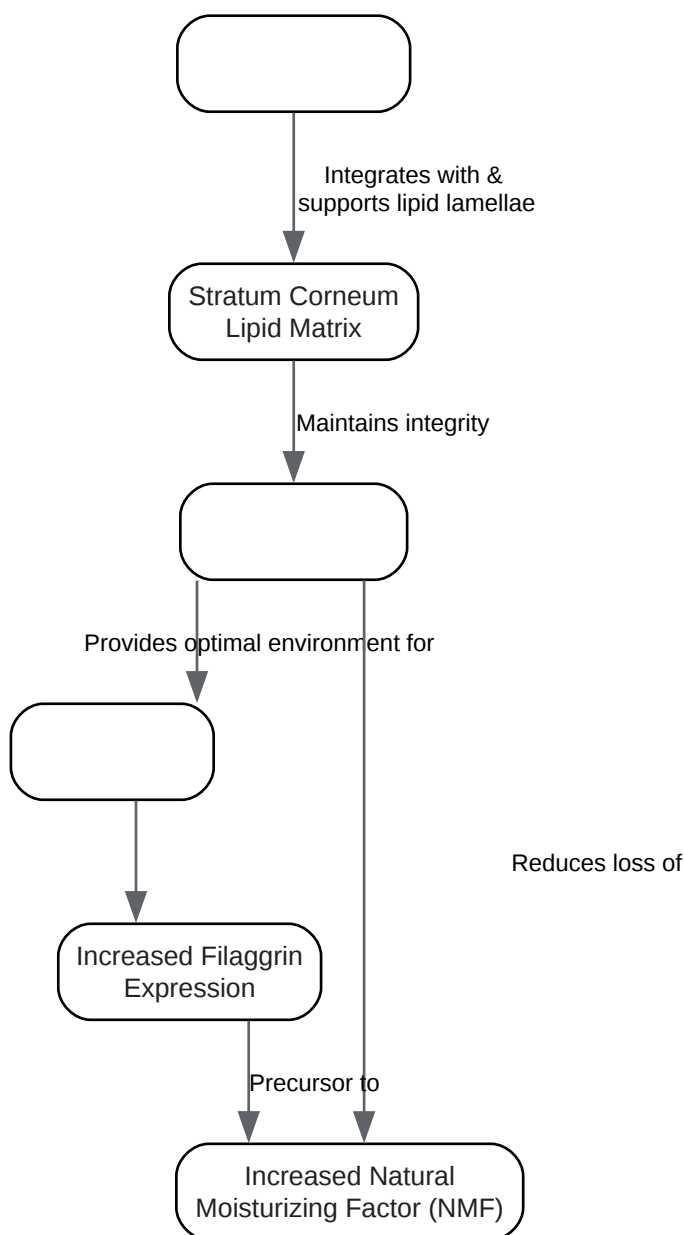 Integrates with &
supports lipid lamellae
Stratum Corneum
Lipid Matrix
Maintains integrity
Provides optimal environment for
Reduces loss of
Increased Filaggrin
Expression
Precursor to
Increased Natural
Moisturizing Factor (NMF)